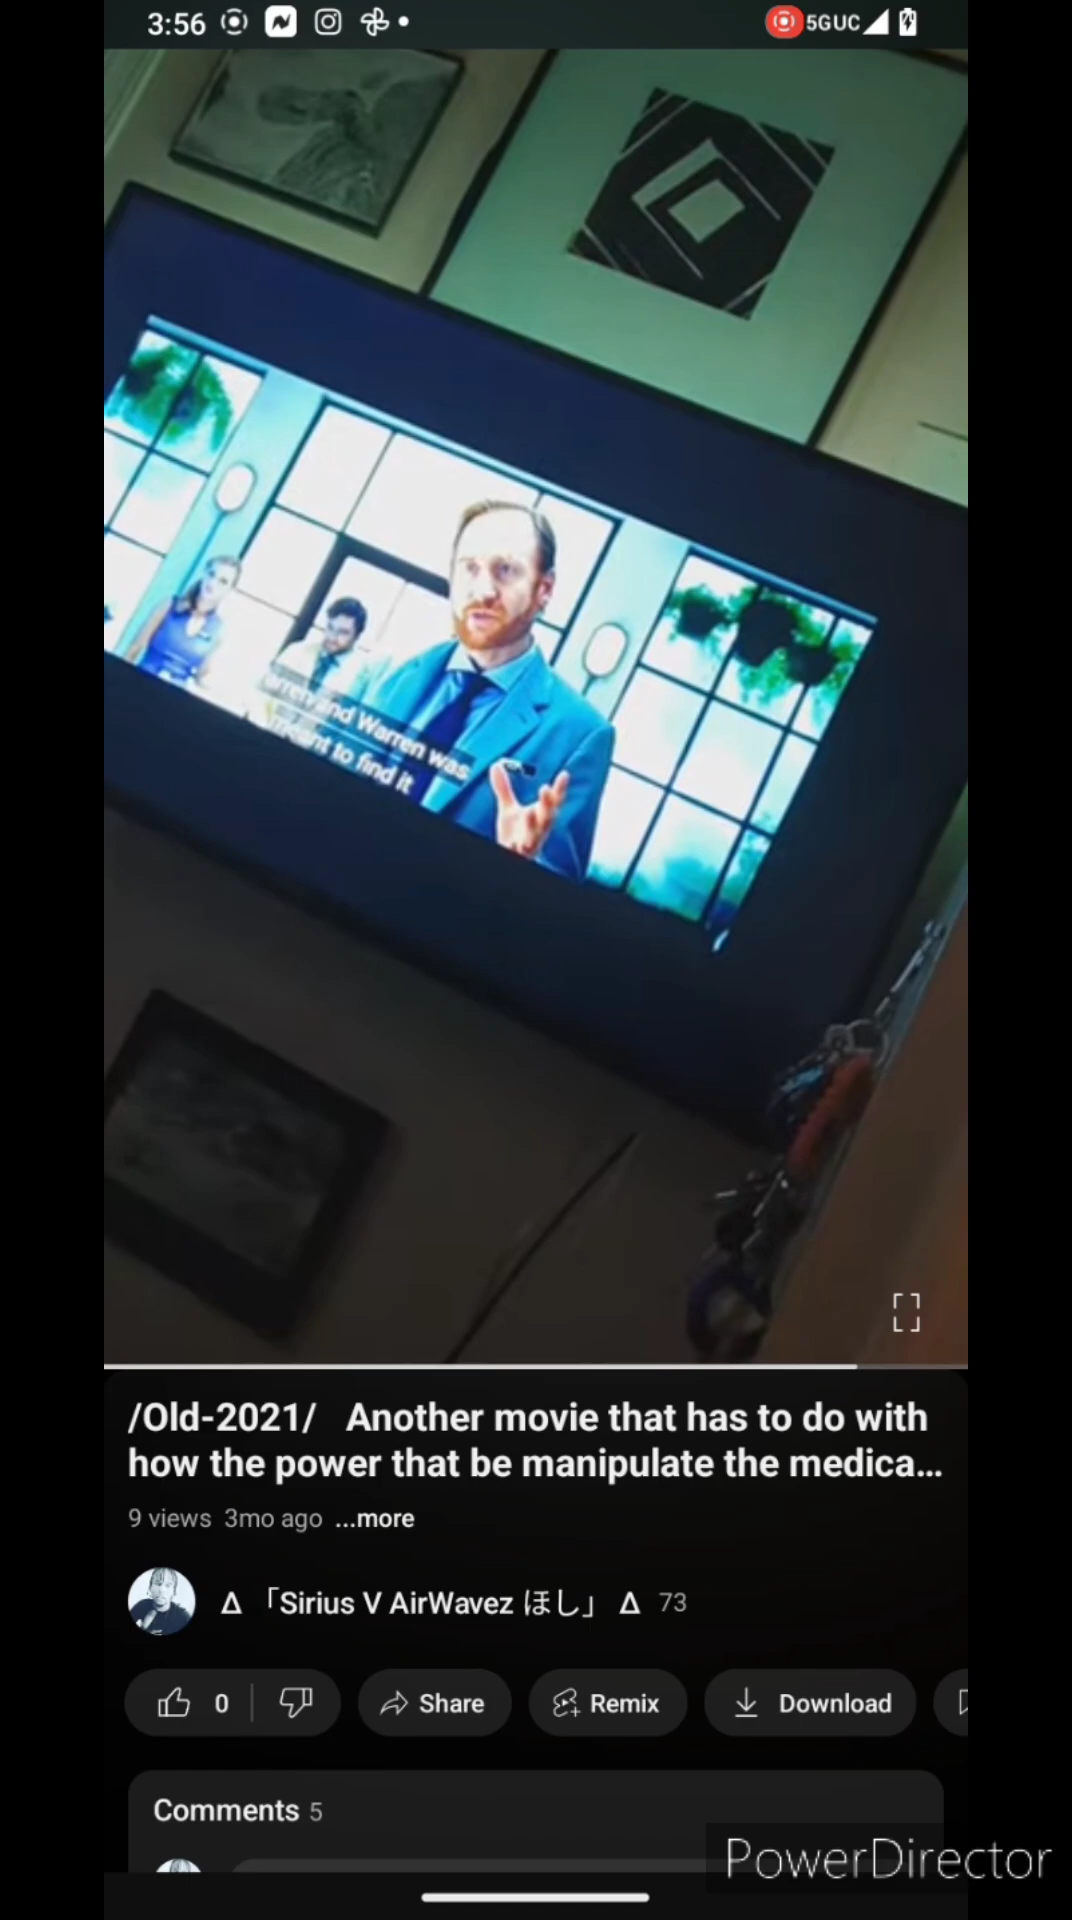 3:56
5GUC
and Warren was
meant to find it
/Old-2021/ Another movie that has to do with
how the power that be manipulate the medica...
9 views 3mo ago ...more
Δ 「Sirius V AirWavez ほし」 Δ 73
0 Share Remix Download
Comments 5
PowerDirector